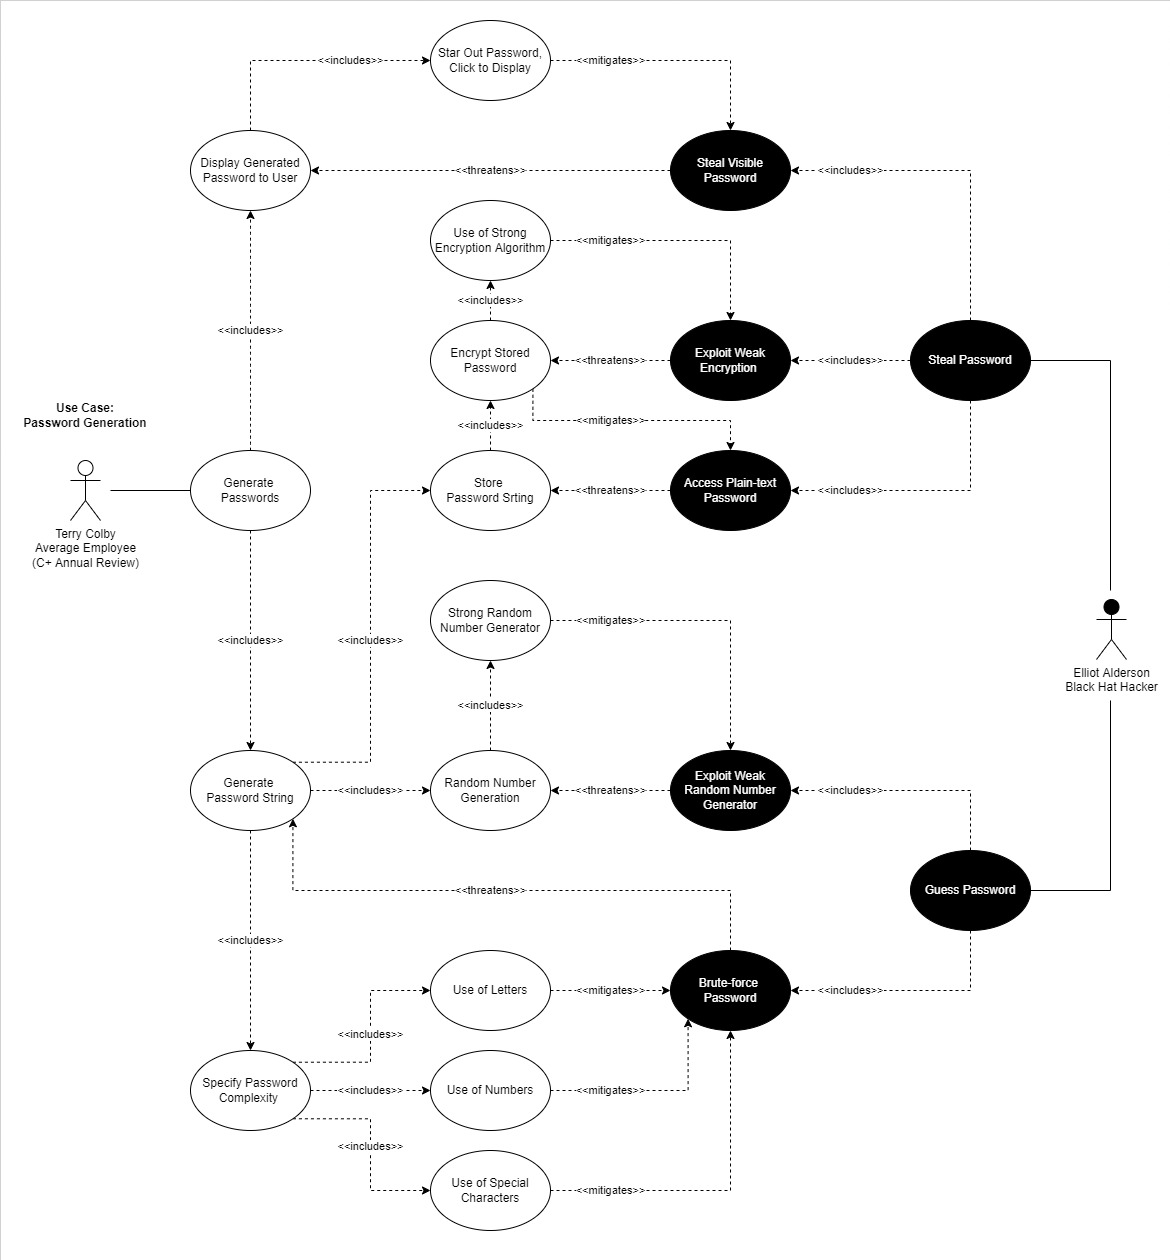 Star Out Password,
Click to Display
<<includes>>
<<mitigates>>
Display Generated
Password to User
<<threatens>>
Steal Visible
Password
<<includes>>
Use of Strong
Encryption Algorithm
<<mitigates>>
<<includes>>
<<includes>>
Encrypt Stored
Password
<<threatens>>
Exploit Weak
Encryption
<<includes>>
Steal Password
Use Case:
Password Generation
<<includes>>
<<mitigates>>
Generate
Passwords
Store
Password Srting
<<threatens>>
Access Plain-text
Password
<<includes>>
Terry Colby
Average Employee
(C+ Annual Review)
Strong Random
Number Generator
<<mitigates>>
<<includes>>
<<includes>>
Elliot Alderson
Black Hat Hacker
<<includes>>
Generate
Password String
<<includes>>
Random Number
Generation
<<threatens>>
Exploit Weak
Random Number
Generator
<<includes>>
<<threatens>>
Guess Password
<<includes>>
Use of Letters
<<mitigates>>
Brute-force
Password
<<includes>>
<<includes>>
Specify Password
Complexity
<<includes>>
Use of Numbers
<<mitigates>>
<<includes>>
Use of Special
Characters
<<mitigates>>